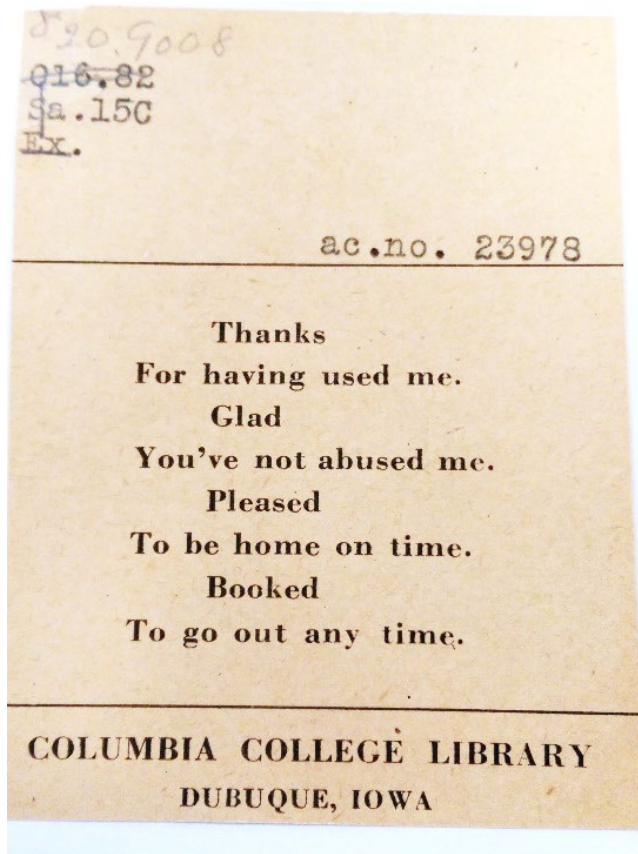 820.9008
016.82
Sa.15C
Ex.
ac.no. 23978
Thanks
For having used me.
Glad
You've not abused me.
Pleased
To be home on time.
Booked
To go out any time.
COLUMBIA COLLEGE LIBRARY
DUBUQUE, IOWA